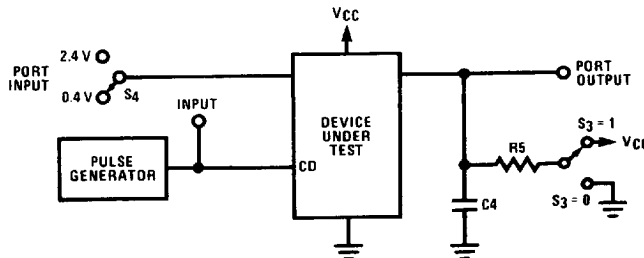 VCC
2.4 V
PORT
INPUT
0.4 V
S4
INPUT
PULSE
GENERATOR
DEVICE
UNDER
TEST
CD
PORT
OUTPUT
R5
S3 = 1
VCC
C4
S3 = 0